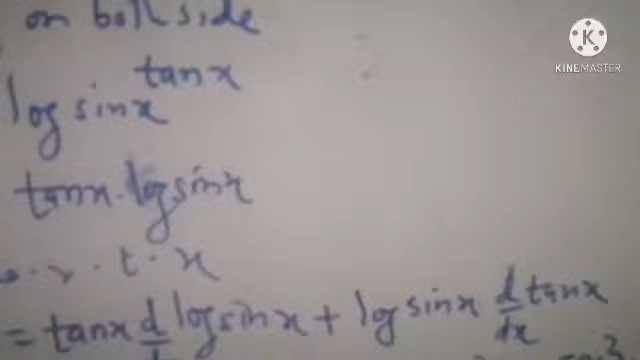 on both side
K
KINEMASTER
log sinx^tanx
tanx.logsinx
w.r.t.x
= tanx d/dx logsinx + logsinx d/dx tanx